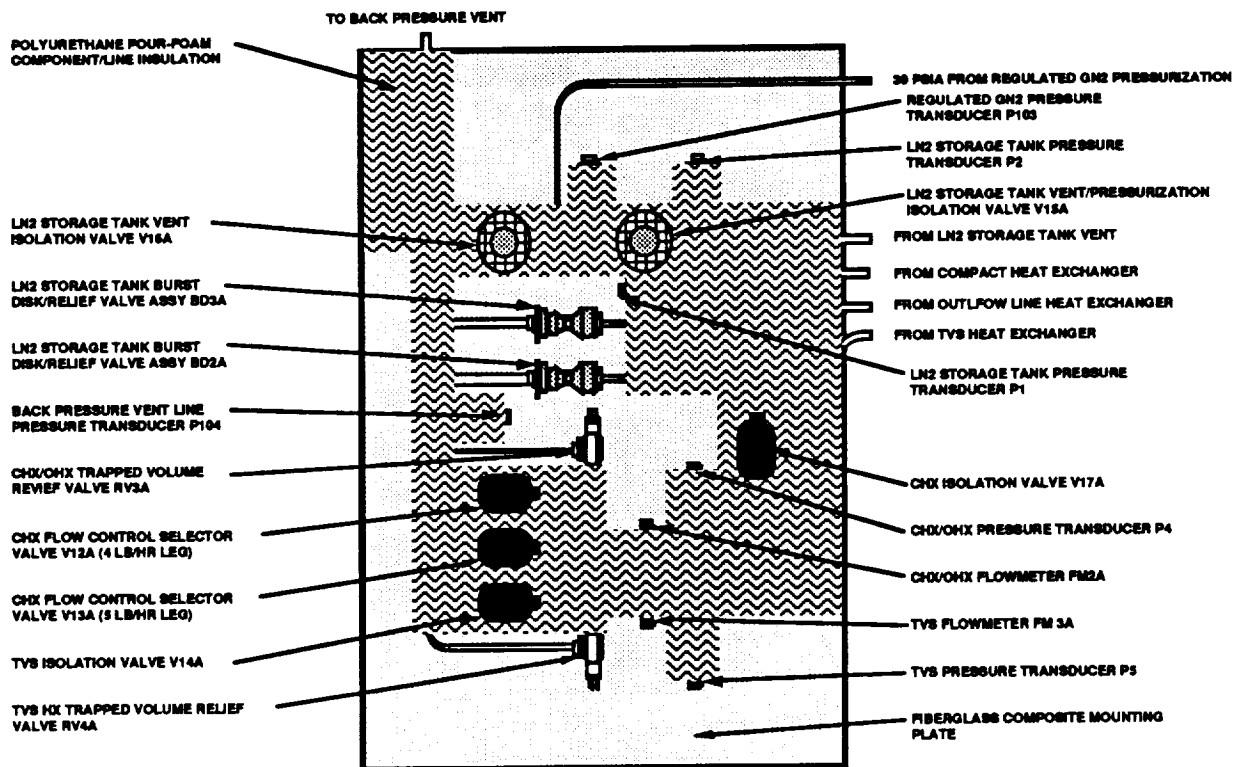 TO BACK PRESSURE VENT
POLYURETHANE POUR-FOAM
COMPONENT/LINE INSULATION
LN2 STORAGE TANK VENT
ISOLATION VALVE V16A
LN2 STORAGE TANK BURST
DISK/RELIEF VALVE ASSY BD3A
LN2 STORAGE TANK BURST
DISK/RELIEF VALVE ASSY BD2A
BACK PRESSURE VENT LINE
PRESSURE TRANSDUCER P104
CHX/OHX TRAPPED VOLUME
REVIEF VALVE RV3A
CHX FLOW CONTROL SELECTOR
VALVE V12A (4 LB/HR LEG)
CHX FLOW CONTROL SELECTOR
VALVE V13A (5 LB/HR LEG)
TVS ISOLATION VALVE V14A
TVS HX TRAPPED VOLUME RELIEF
VALVE RV4A
30 PSIA FROM REGULATED GN2 PRESSURIZATION
REGULATED GN2 PRESSURE
TRANSDUCER P103
LN2 STORAGE TANK PRESSURE
TRANSDUCER P2
LN2 STORAGE TANK VENT/PRESSURIZATION
ISOLATION VALVE V15A
FROM LN2 STORAGE TANK VENT
FROM COMPACT HEAT EXCHANGER
FROM OUTLFOW LINE HEAT EXCHANGER
FROM TVS HEAT EXCHANGER
LN2 STORAGE TANK PRESSURE
TRANSDUCER P1
CHX ISOLATION VALVE V17A
CHX/OHX PRESSURE TRANSDUCER P4
CHX/OHX FLOWMETER FM2A
TVS FLOWMETER FM 3A
TVS PRESSURE TRANSDUCER P5
FIBERGLASS COMPOSITE MOUNTING
PLATE